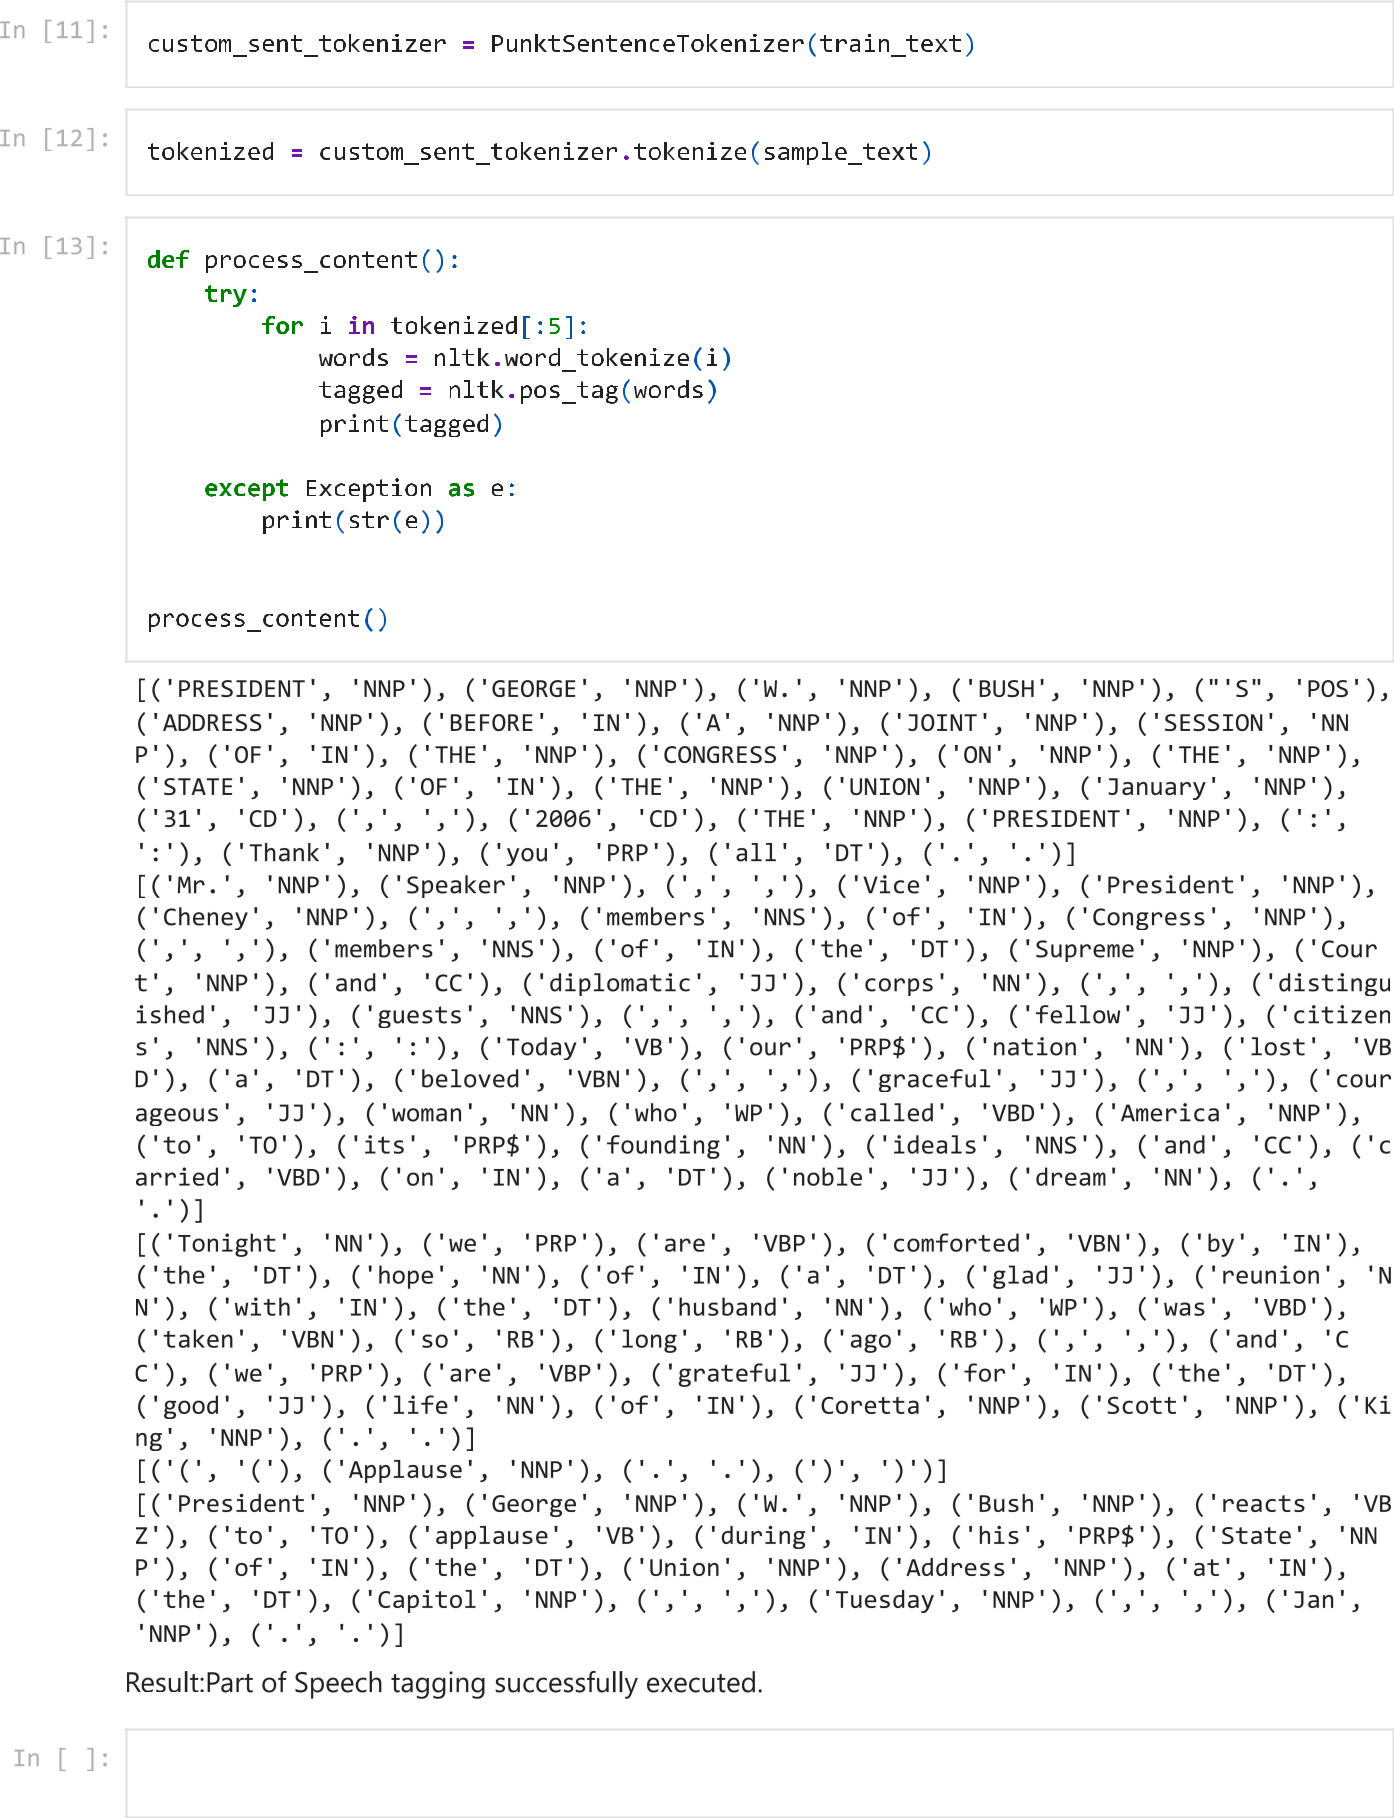 In [11]:
custom_sent_tokenizer = PunktSentenceTokenizer(train_text)
In [12]:
tokenized = custom_sent_tokenizer.tokenize(sample_text)
In [13]:
def process_content():
    try:
        for i in tokenized[:5]:
            words = nltk.word_tokenize(i)
            tagged = nltk.pos_tag(words)
            print(tagged)
    except Exception as e:
        print(str(e))
process_content()
[('PRESIDENT', 'NNP'), ('GEORGE', 'NNP'), ('W.', 'NNP'), ('BUSH', 'NNP'), ("'S", 'POS'),
('ADDRESS', 'NNP'), ('BEFORE', 'IN'), ('A', 'NNP'), ('JOINT', 'NNP'), ('SESSION', 'NN
P'), ('OF', 'IN'), ('THE', 'NNP'), ('CONGRESS', 'NNP'), ('ON', 'NNP'), ('THE', 'NNP'),
('STATE', 'NNP'), ('OF', 'IN'), ('THE', 'NNP'), ('UNION', 'NNP'), ('January', 'NNP'),
('31', 'CD'), (',', ','), ('2006', 'CD'), ('THE', 'NNP'), ('PRESIDENT', 'NNP'), (':',
':'), ('Thank', 'NNP'), ('you', 'PRP'), ('all', 'DT'), ('.', '.')]
[('Mr.', 'NNP'), ('Speaker', 'NNP'), (',', ','), ('Vice', 'NNP'), ('President', 'NNP'),
('Cheney', 'NNP'), (',', ','), ('members', 'NNS'), ('of', 'IN'), ('Congress', 'NNP'),
(',', ','), ('members', 'NNS'), ('of', 'IN'), ('the', 'DT'), ('Supreme', 'NNP'), ('Cour
t', 'NNP'), ('and', 'CC'), ('diplomatic', 'JJ'), ('corps', 'NN'), (',', ','), ('distingu
ished', 'JJ'), ('guests', 'NNS'), (',', ','), ('and', 'CC'), ('fellow', 'JJ'), ('citizen
s', 'NNS'), (':', ':'), ('Today', 'VB'), ('our', 'PRP$'), ('nation', 'NN'), ('lost', 'VB
D'), ('a', 'DT'), ('beloved', 'VBN'), (',', ','), ('graceful', 'JJ'), (',', ','), ('cour
ageous', 'JJ'), ('woman', 'NN'), ('who', 'WP'), ('called', 'VBD'), ('America', 'NNP'),
('to', 'TO'), ('its', 'PRP$'), ('founding', 'NN'), ('ideals', 'NNS'), ('and', 'CC'), ('c
arried', 'VBD'), ('on', 'IN'), ('a', 'DT'), ('noble', 'JJ'), ('dream', 'NN'), ('.',
'.')]
[('Tonight', 'NN'), ('we', 'PRP'), ('are', 'VBP'), ('comforted', 'VBN'), ('by', 'IN'),
('the', 'DT'), ('hope', 'NN'), ('of', 'IN'), ('a', 'DT'), ('glad', 'JJ'), ('reunion', 'N
N'), ('with', 'IN'), ('the', 'DT'), ('husband', 'NN'), ('who', 'WP'), ('was', 'VBD'),
('taken', 'VBN'), ('so', 'RB'), ('long', 'RB'), ('ago', 'RB'), (',', ','), ('and', 'C
C'), ('we', 'PRP'), ('are', 'VBP'), ('grateful', 'JJ'), ('for', 'IN'), ('the', 'DT'),
('good', 'JJ'), ('life', 'NN'), ('of', 'IN'), ('Coretta', 'NNP'), ('Scott', 'NNP'), ('Ki
ng', 'NNP'), ('.', '.')]
[('(', '('), ('Applause', 'NNP'), ('.', '.'), (')', ')')]
[('President', 'NNP'), ('George', 'NNP'), ('W.', 'NNP'), ('Bush', 'NNP'), ('reacts', 'VB
Z'), ('to', 'TO'), ('applause', 'VB'), ('during', 'IN'), ('his', 'PRP$'), ('State', 'NN
P'), ('of', 'IN'), ('the', 'DT'), ('Union', 'NNP'), ('Address', 'NNP'), ('at', 'IN'),
('the', 'DT'), ('Capitol', 'NNP'), (',', ','), ('Tuesday', 'NNP'), (',', ','), ('Jan',
'NNP'), ('.', '.')]
Result:Part of Speech tagging successfully executed.
In [ ]: